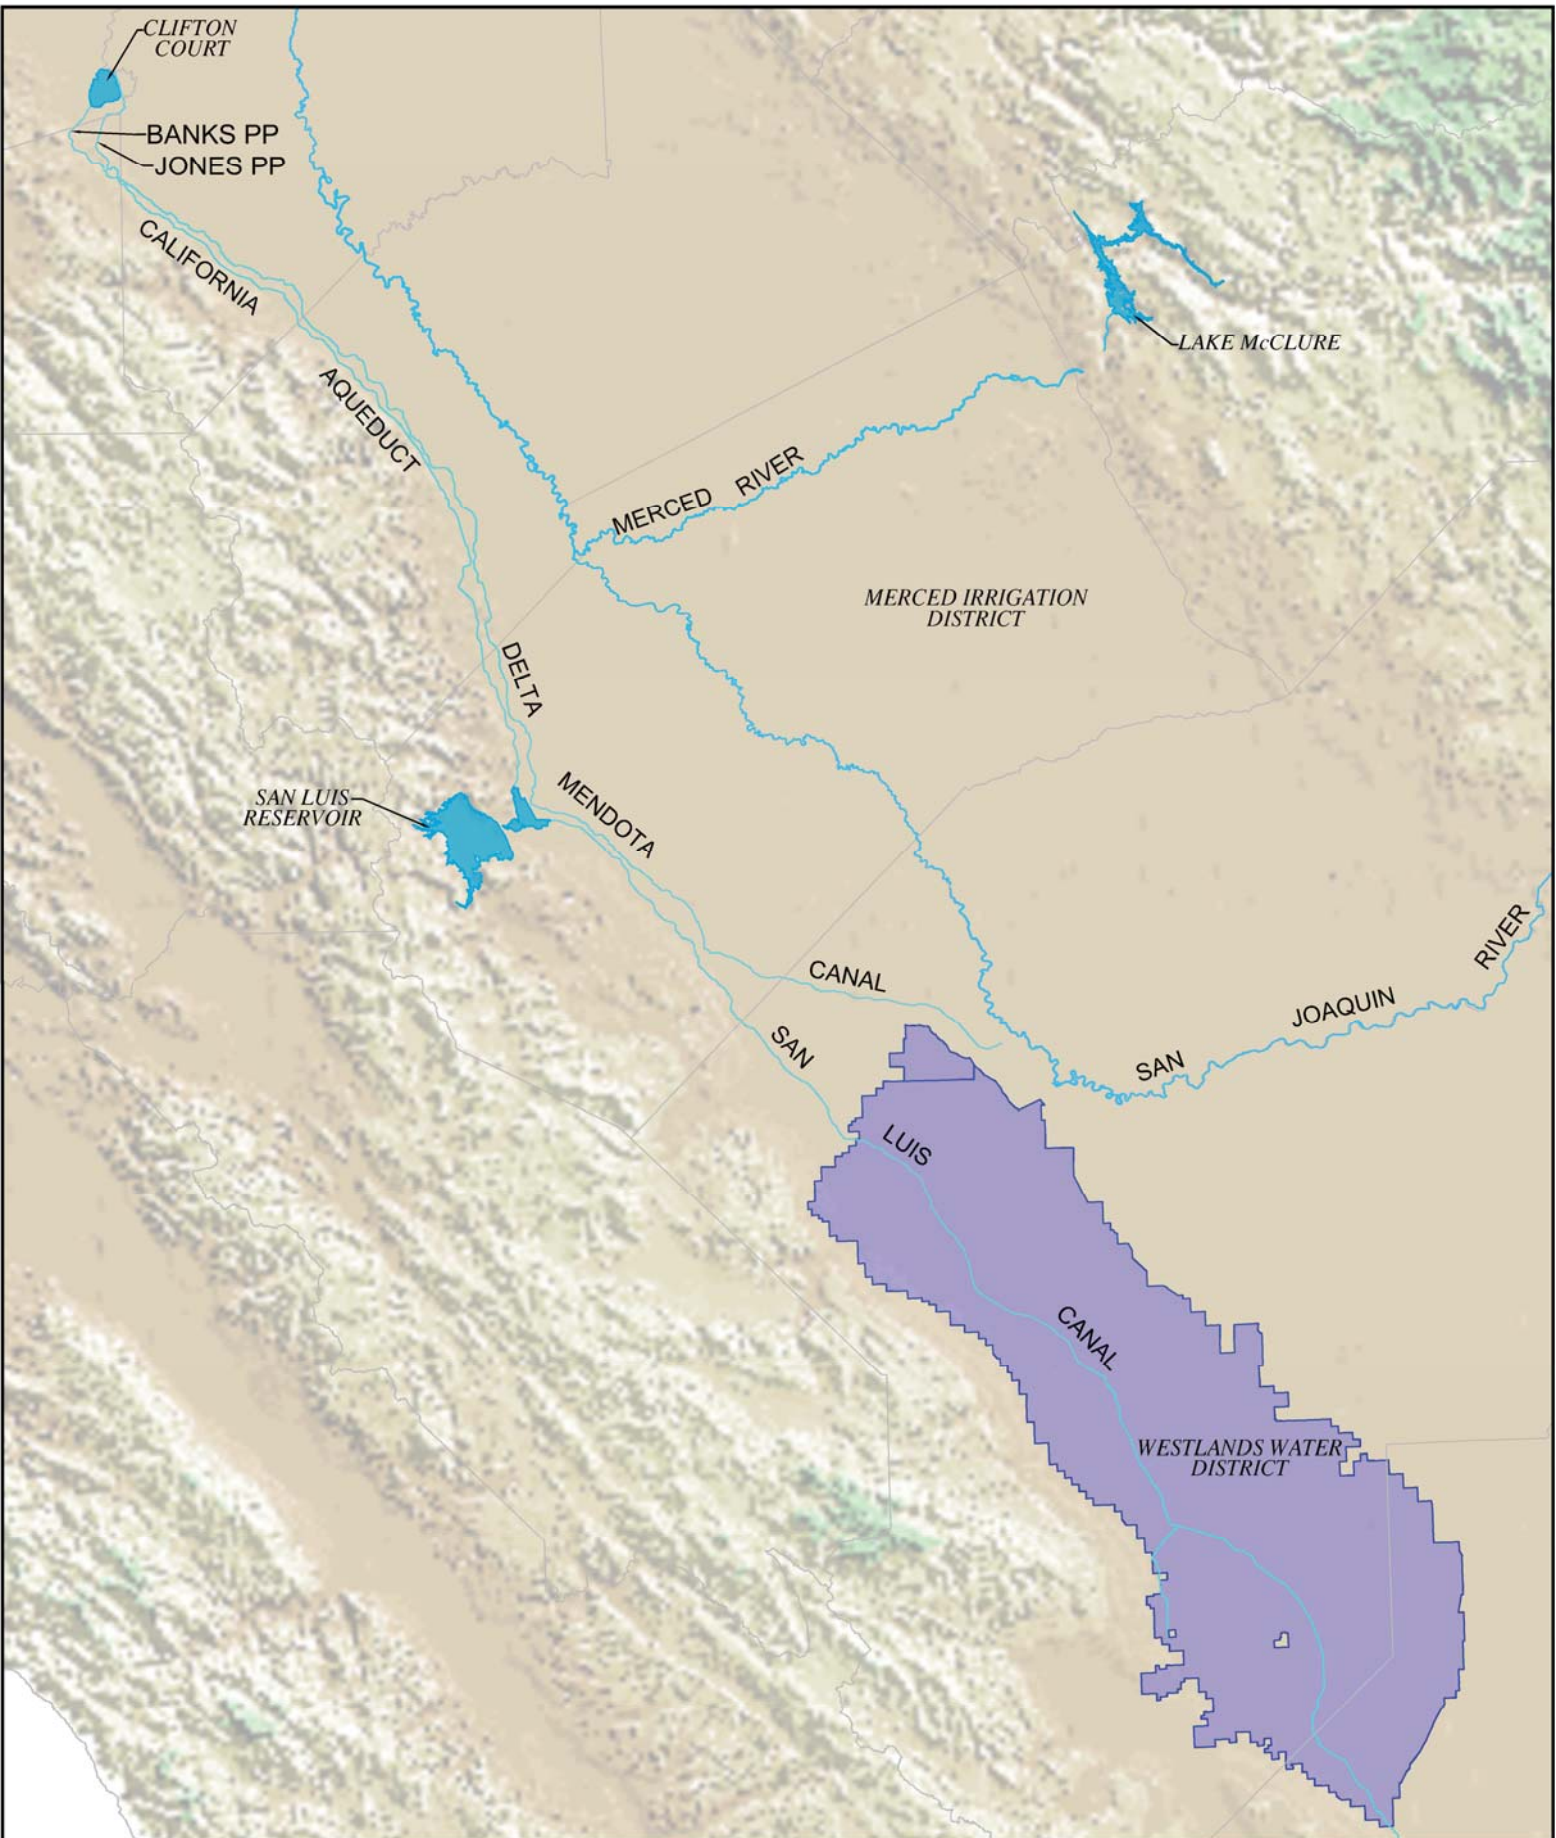 CLIFTON
COURT
BANKS PP
JONES PP
CALIFORNIA
AQUEDUCT
LAKE McCLURE
MERCED RIVER
MERCED IRRIGATION
DISTRICT
DELTA
MENDOTA
CANAL
SAN LUIS
RESERVOIR
SAN JOAQUIN RIVER
SAN
LUIS
CANAL
WESTLANDS WATER
DISTRICT